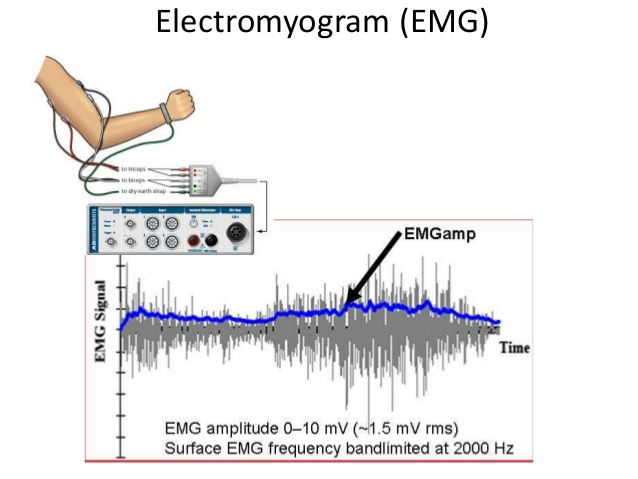 Electromyogram (EMG)
to triceps
to biceps
to dry earth strap
EMGamp
EMG Signal
Time
EMG amplitude 0–10 mV (~1.5 mV rms)
Surface EMG frequency bandlimited at 2000 Hz